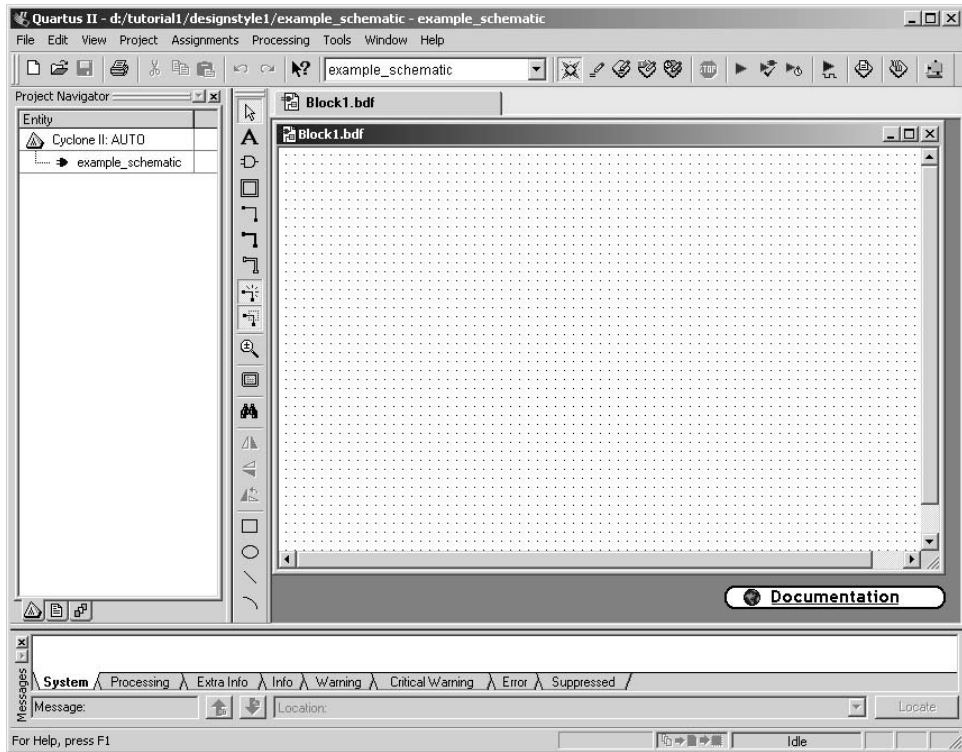 Quartus II - d:/tutorial1/designstyle1/example_schematic - example_schematic
File Edit View Project Assignments Processing Tools Window Help
example_schematic
STOP
Project Navigator
Entity
Cyclone II: AUTO
example_schematic
Block1.bdf
Block1.bdf
A
Documentation
Messages
System Processing Extra Info Info Warning Critical Warning Error Suppressed
Message:
Location:
Locate
For Help, press F1
Idle